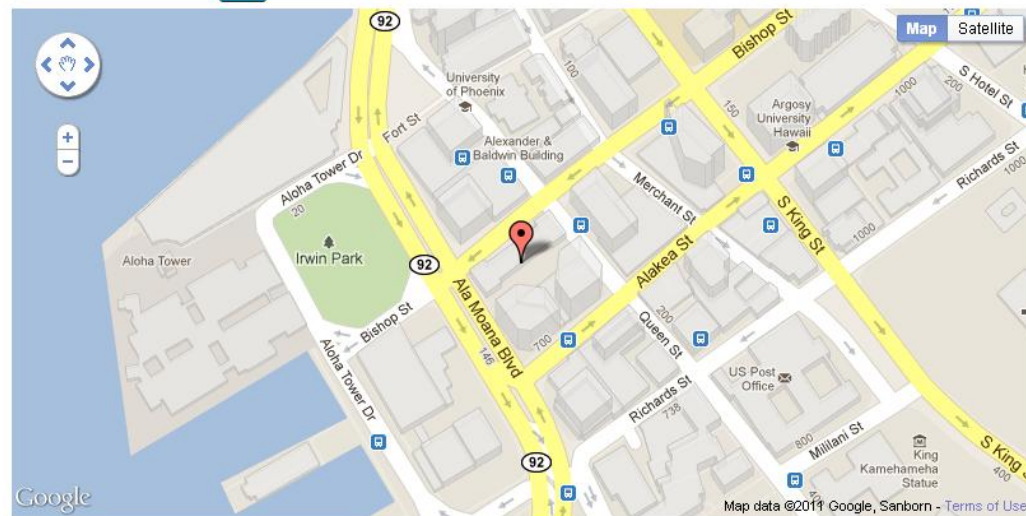 92
Bishop St
Map
Satellite
University
of Phoenix
100
150
Argosy
University
Hawaii
1000
200
S Hotel St
Fort St
Alexander &
Baldwin Building
Aloha Tower Dr
20
Merchant St
Richards St
1000
S King St
1000
Aloha Tower
Irwin Park
92
Alakea St
Ala Moana Blvd
Bishop St
146
700
200
Queen St
Aloha Tower Dr
US Post
Office
Richards St
738
800
Mililani St
King
Kamehameha
Statue
S King St
400
92
400
Google
Map data ©2011 Google, Sanborn - Terms of Use